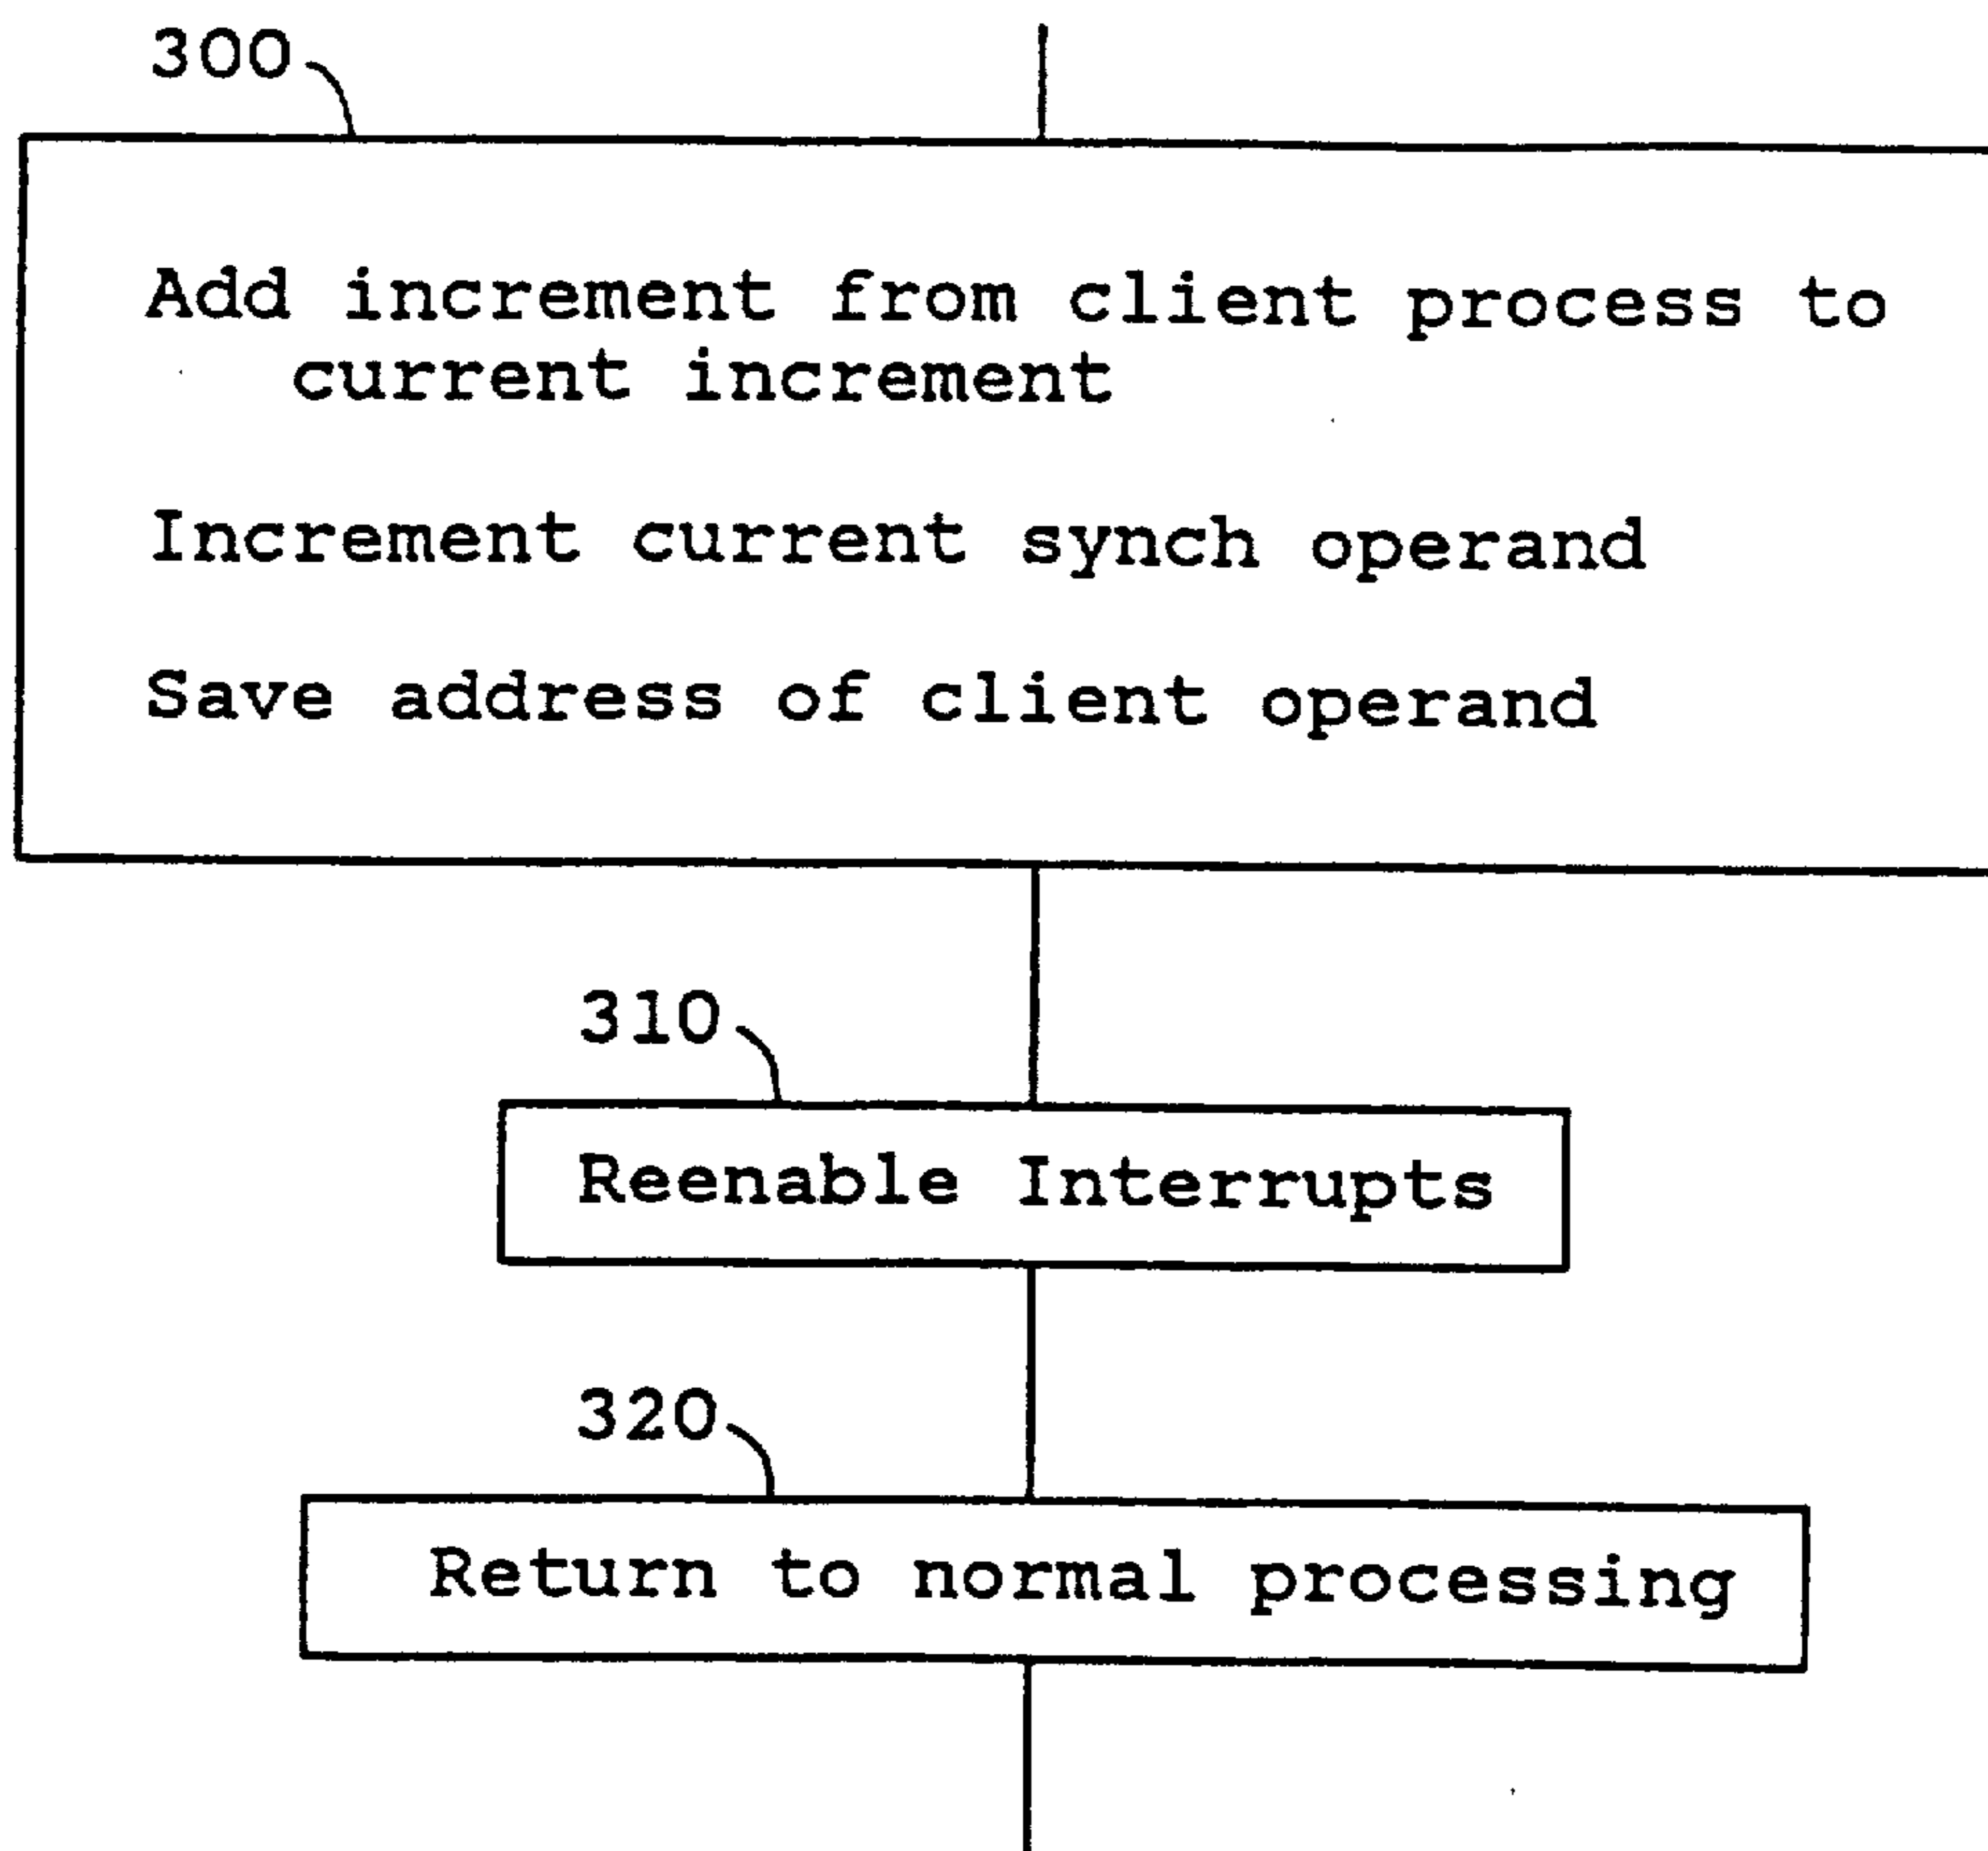 300
Add increment from client process to
current increment
Increment current synch operand
Save address of client operand
310
Reenable Interrupts
320
Return to normal processing